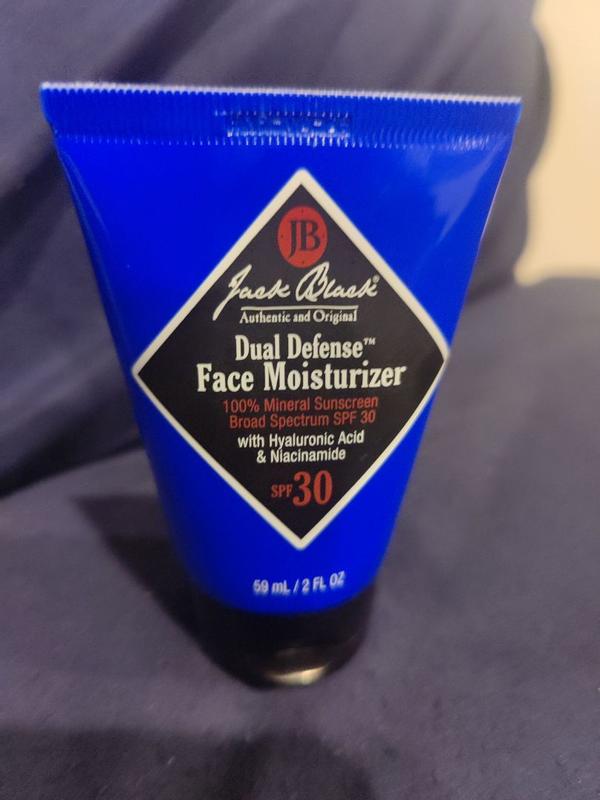 JB
Jack Black®
Authentic and Original
Dual Defense™
Face Moisturizer
100% Mineral Sunscreen
Broad Spectrum SPF 30
with Hyaluronic Acid
& Niacinamide
SPF 30
59 mL / 2 FL OZ